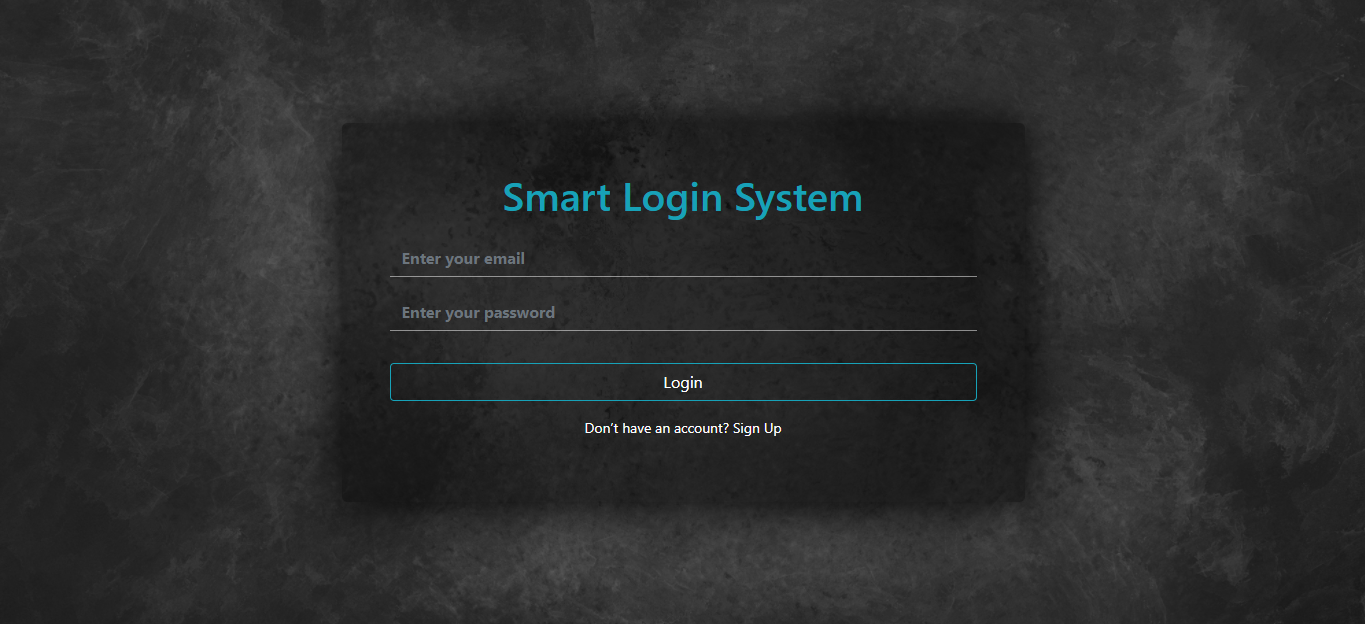 Smart Login System
Enter your email
Enter your password
Login
Don’t have an account? Sign Up